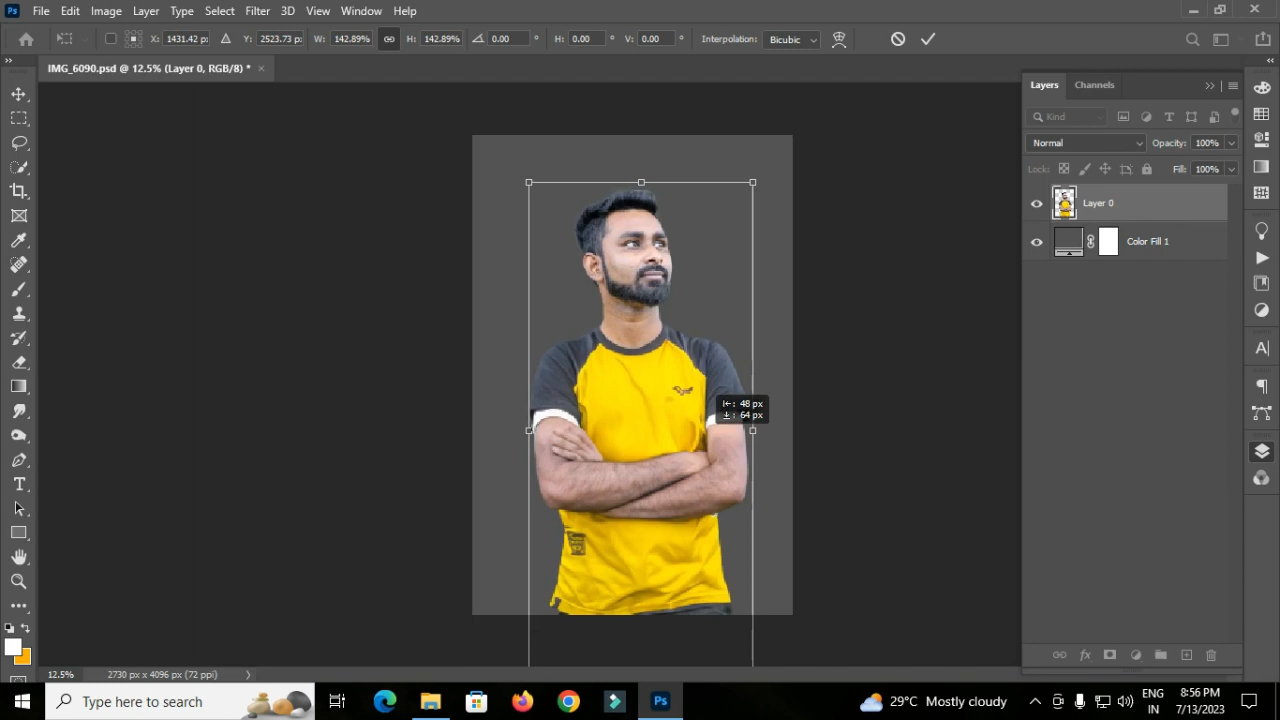 Ps File Edit Image Layer Type Select Filter 3D View Window Help
X: 1431.42 px Y: 2523.73 px W: 142.89% H: 142.89% 0.00 ° H: 0.00 ° V: 0.00 ° Interpolation: Bicubic
IMG_6090.psd @ 12.5% (Layer 0, RGB/8) * ×
Layers Channels
Kind
Normal Opacity: 100%
Lock: Fill: 100%
Layer 0
Color Fill 1
48 px
64 px
12.5% 2730 px x 4096 px (72 ppi)
Type here to search
Ps
29°C Mostly cloudy
ENG
IN
8:56 PM
7/13/2023